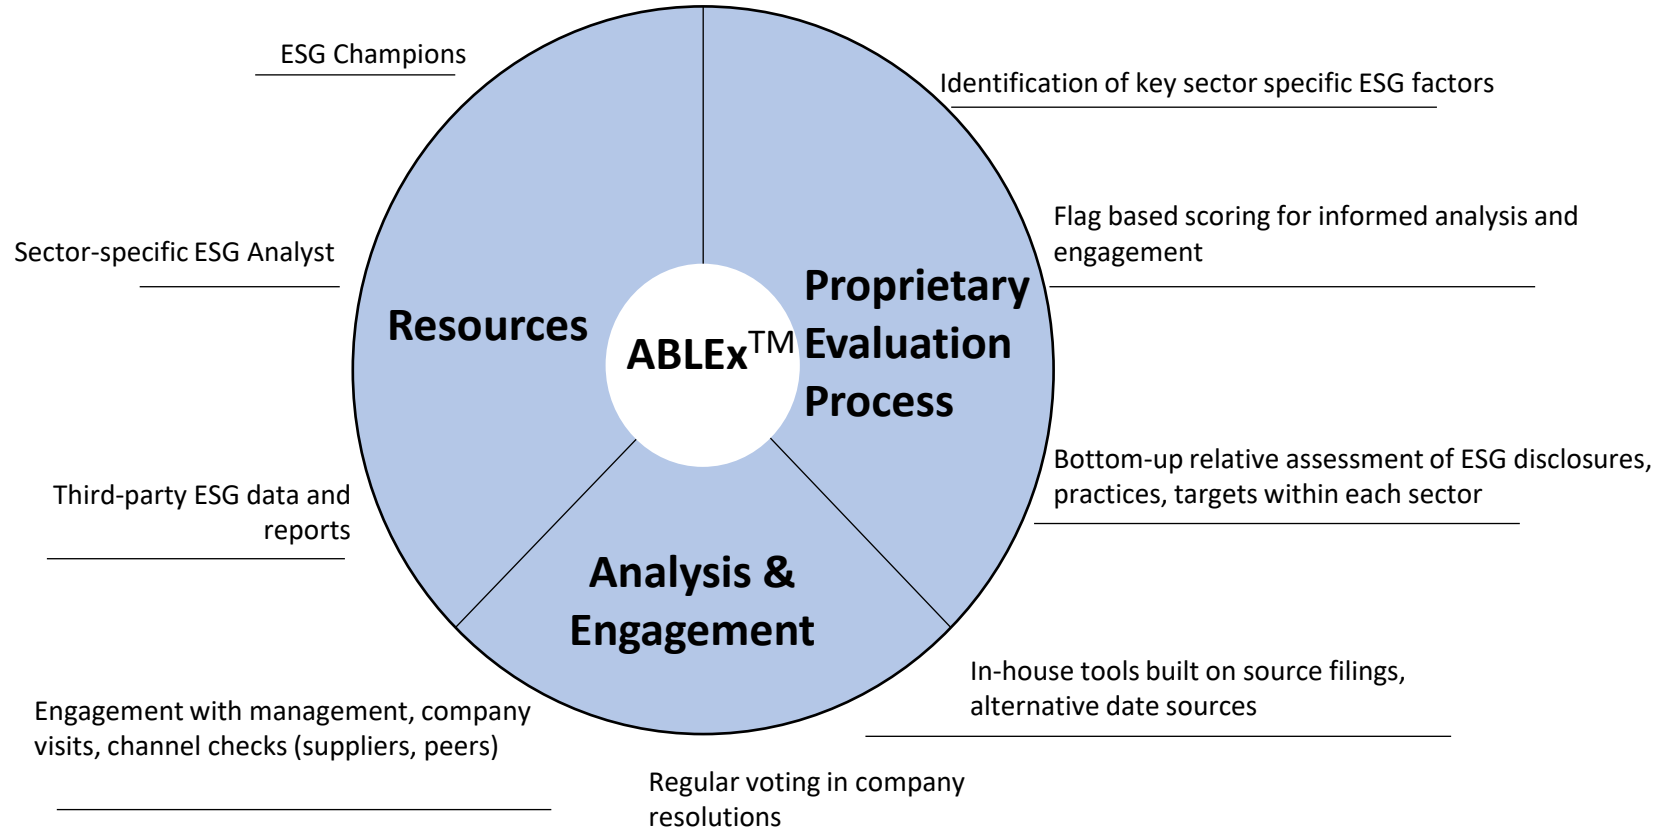 ESG Champions
Identification of key sector specific ESG factors
Flag based scoring for informed analysis and
engagement
Sector-specific ESG Analyst
Resources
ABLEx™
Proprietary
Evaluation
Process
Bottom-up relative assessment of ESG disclosures,
practices, targets within each sector
Third-party ESG data and
reports
Analysis &
Engagement
In-house tools built on source filings,
alternative date sources
Engagement with management, company
visits, channel checks (suppliers, peers)
Regular voting in company
resolutions